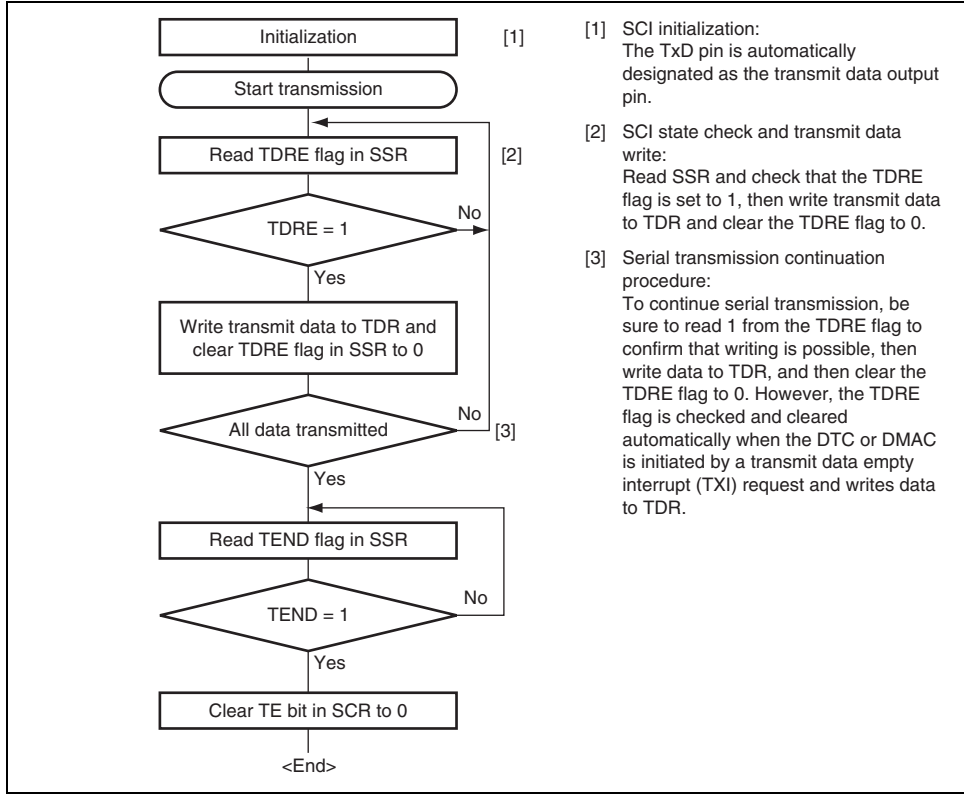 Initialization
[1]
Start transmission
Read TDRE flag in SSR
[2]
TDRE = 1
No
Yes
Write transmit data to TDR and
clear TDRE flag in SSR to 0
All data transmitted
No
[3]
Yes
Read TEND flag in SSR
TEND = 1
No
Yes
Clear TE bit in SCR to 0
<End>
[1] SCI initialization:
The TxD pin is automatically
designated as the transmit data output
pin.
[2] SCI state check and transmit data
write:
Read SSR and check that the TDRE
flag is set to 1, then write transmit data
to TDR and clear the TDRE flag to 0.
[3] Serial transmission continuation
procedure:
To continue serial transmission, be
sure to read 1 from the TDRE flag to
confirm that writing is possible, then
write data to TDR, and then clear the
TDRE flag to 0. However, the TDRE
flag is checked and cleared
automatically when the DTC or DMAC
is initiated by a transmit data empty
interrupt (TXI) request and writes data
to TDR.